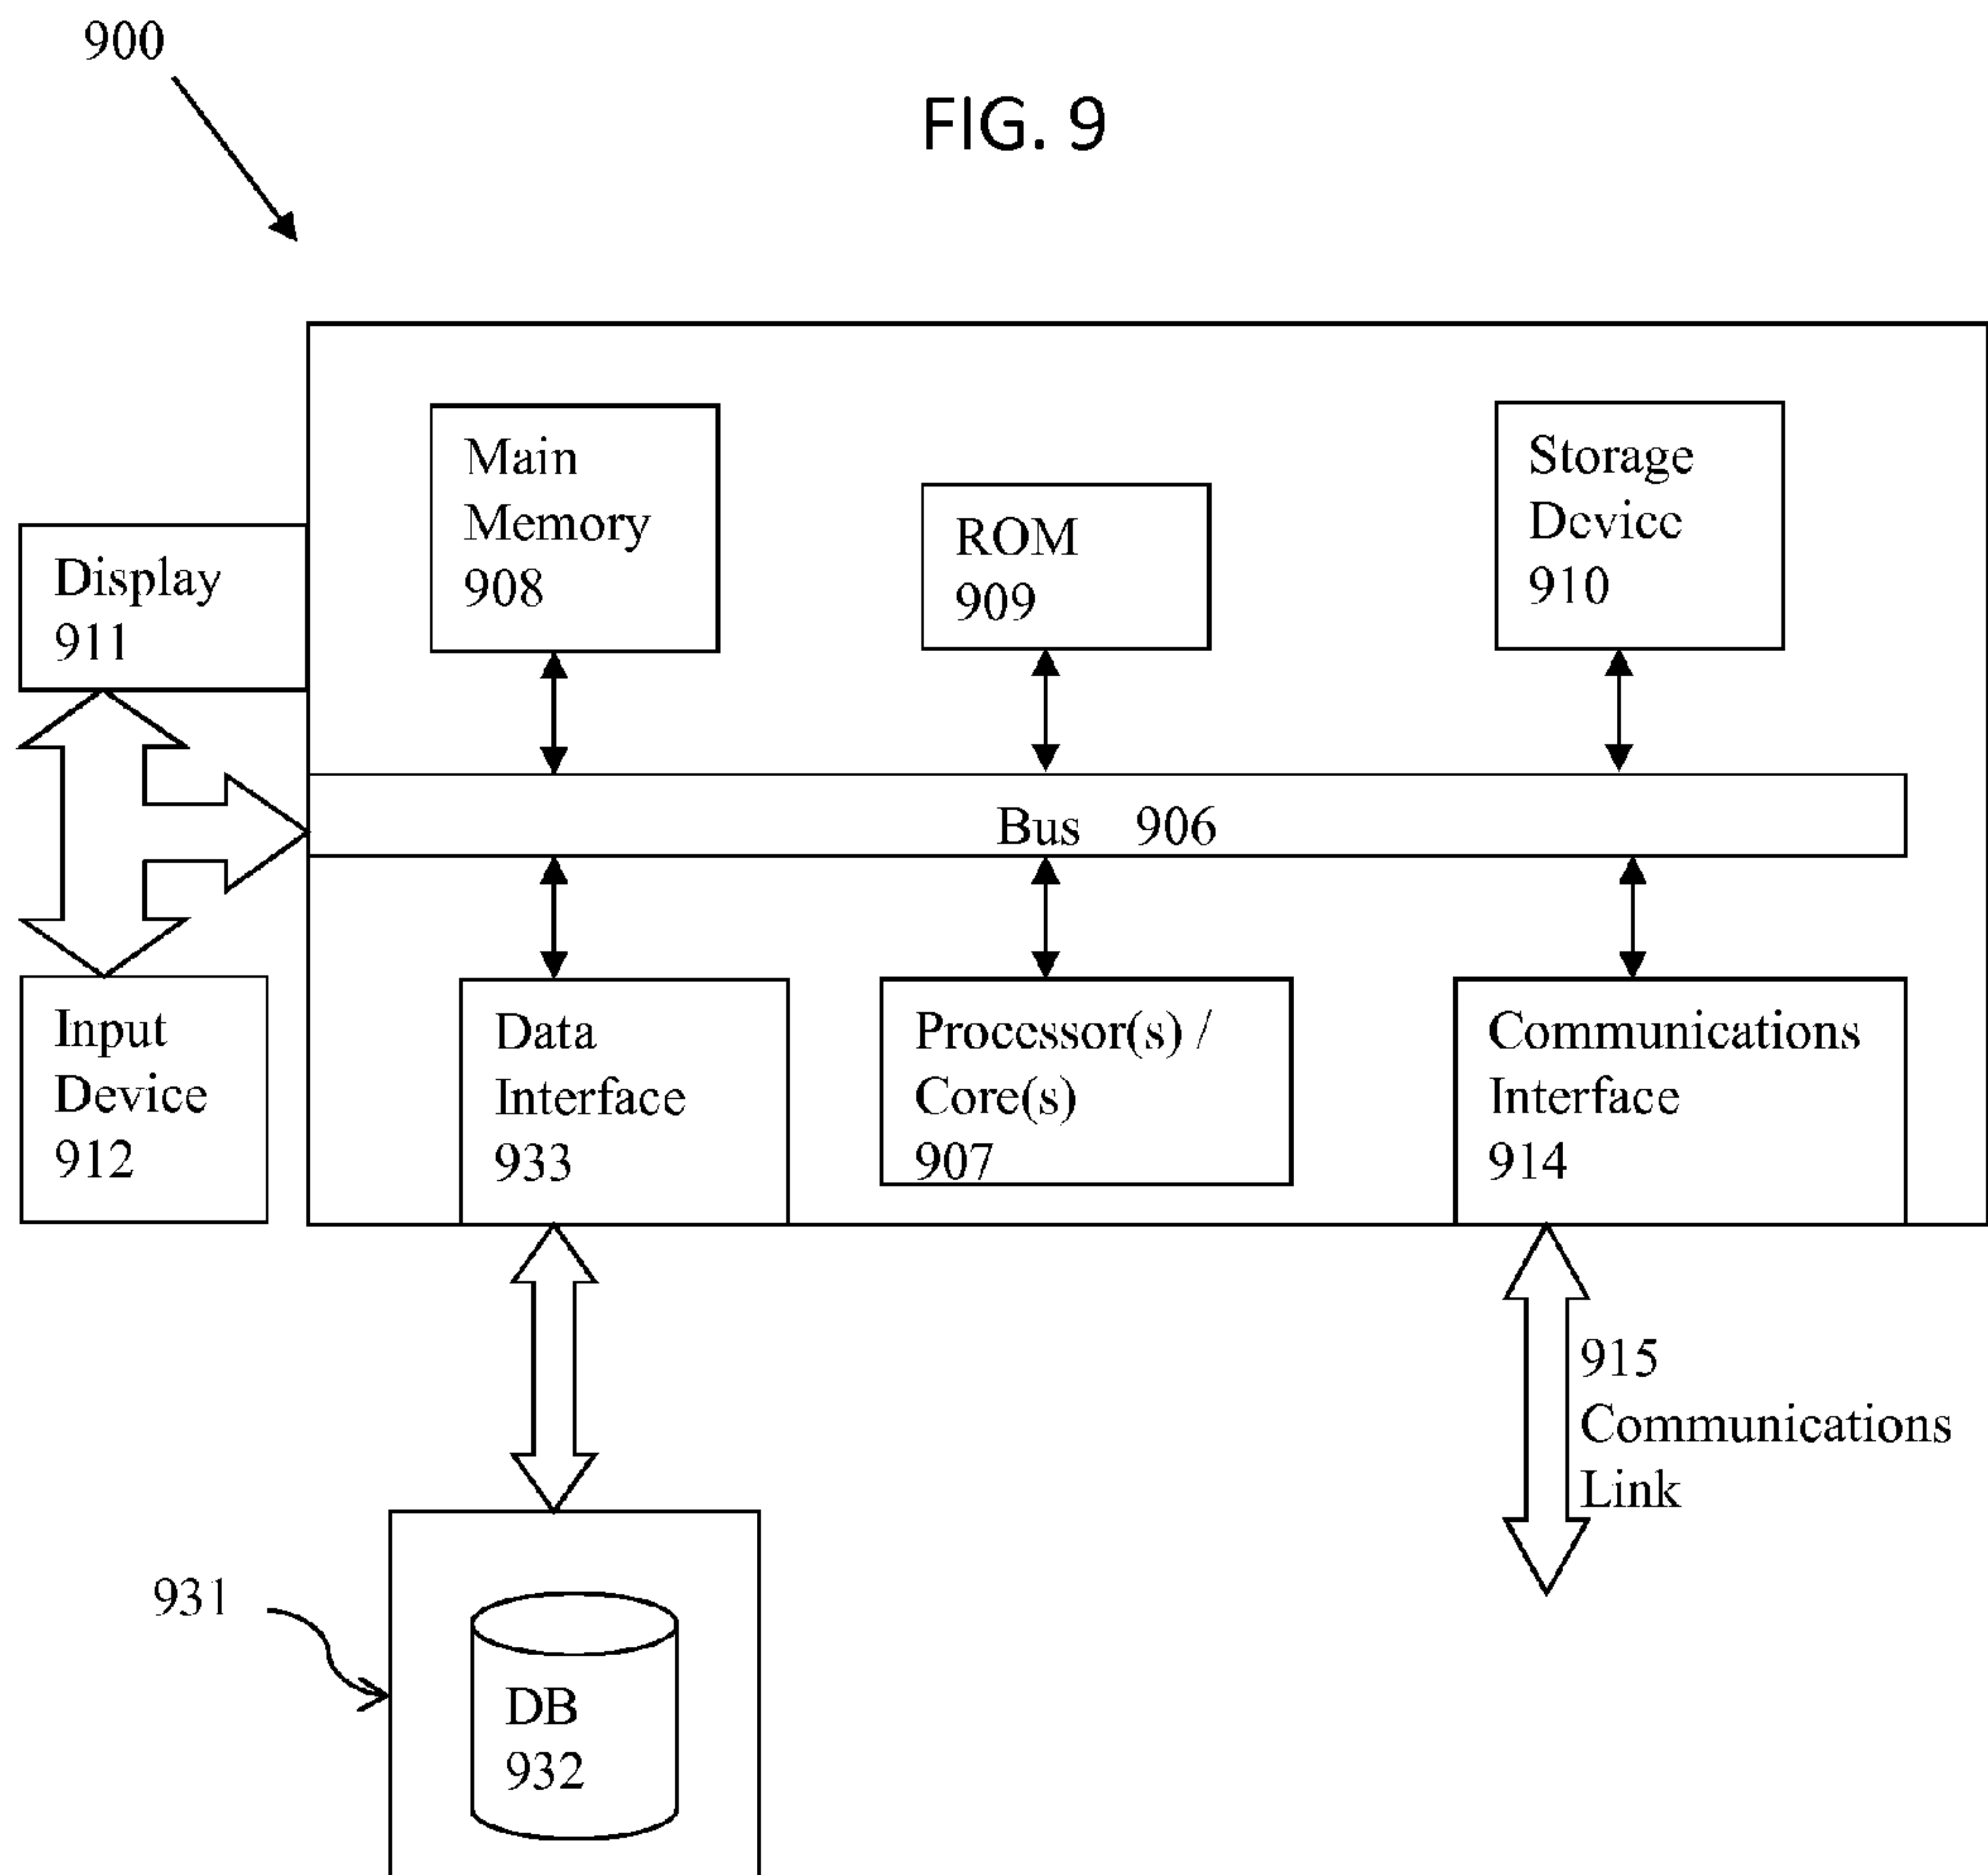 900
FIG. 9
Main
Memory
908
ROM
909
Storage
Device
910
Display
911
Bus 906
Input
Device
912
Data
Interface
933
Processor(s) /
Core(s)
907
Communications
Interface
914
915
Communications
Link
931
DB
932